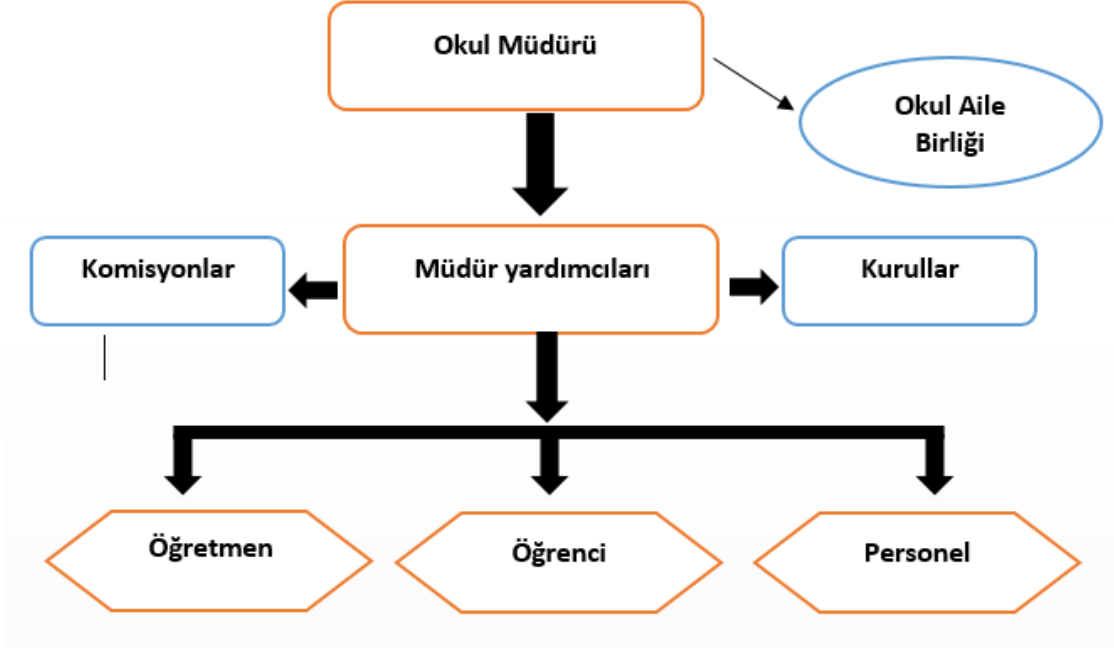 Okul Müdürü
Okul Aile
Birliği
Komisyonlar
Müdür yardımcıları
Kurullar
Öğretmen
Öğrenci
Personel